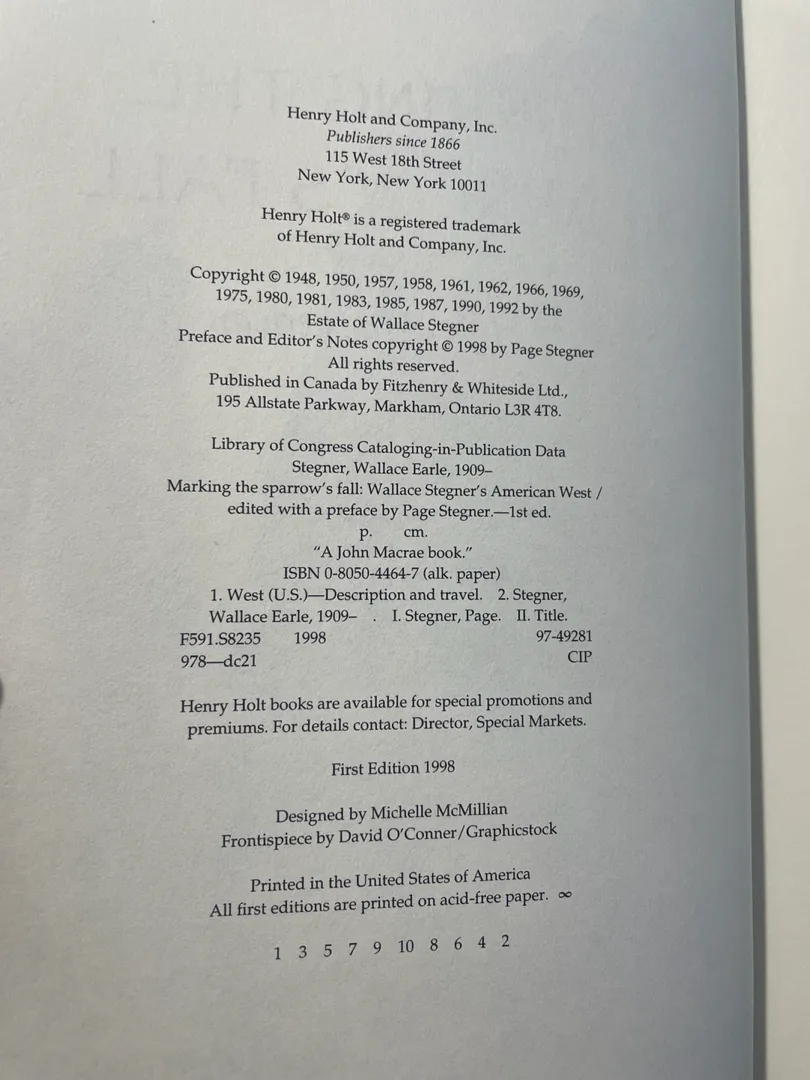 Henry Holt and Company, Inc.
Publishers since 1866
115 West 18th Street
New York, New York 10011
Henry Holt® is a registered trademark
of Henry Holt and Company, Inc.
Copyright © 1948, 1950, 1957, 1958, 1961, 1962, 1966, 1969,
1975, 1980, 1981, 1983, 1985, 1987, 1990, 1992 by the
Estate of Wallace Stegner
Preface and Editor's Notes copyright © 1998 by Page Stegner
All rights reserved.
Published in Canada by Fitzhenry & Whiteside Ltd.,
195 Allstate Parkway, Markham, Ontario L3R 4T8.
Library of Congress Cataloging-in-Publication Data
Stegner, Wallace Earle, 1909–
Marking the sparrow's fall: Wallace Stegner's American West /
edited with a preface by Page Stegner.—1st ed.
p. cm.
"A John Macrae book."
ISBN 0-8050-4464-7 (alk. paper)
1. West (U.S.)—Description and travel. 2. Stegner,
Wallace Earle, 1909– . I. Stegner, Page. II. Title.
F591.S8235 1998 97-49281
978—dc21 CIP
Henry Holt books are available for special promotions and
premiums. For details contact: Director, Special Markets.
First Edition 1998
Designed by Michelle McMillian
Frontispiece by David O'Conner/Graphicstock
Printed in the United States of America
All first editions are printed on acid-free paper. ∞
1 3 5 7 9 10 8 6 4 2